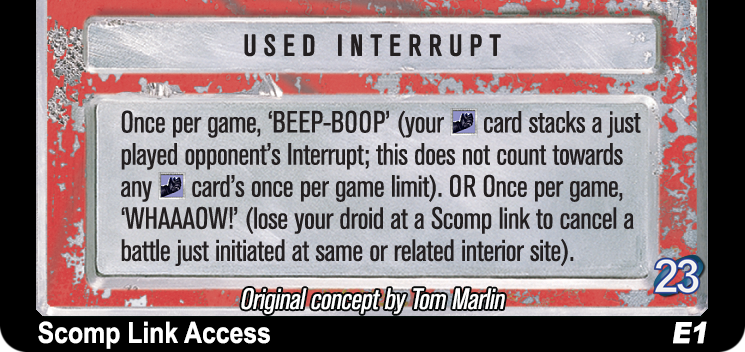 USED INTERRUPT
Once per game, ‘BEEP-BOOP’ (your card stacks a just
played opponent’s Interrupt; this does not count towards
any card’s once per game limit). OR Once per game,
‘WHAAAOW!’ (lose your droid at a Scomp link to cancel a
battle just initiated at same or related interior site).
23
Original concept by Tom Marlin
Scomp Link Access E1